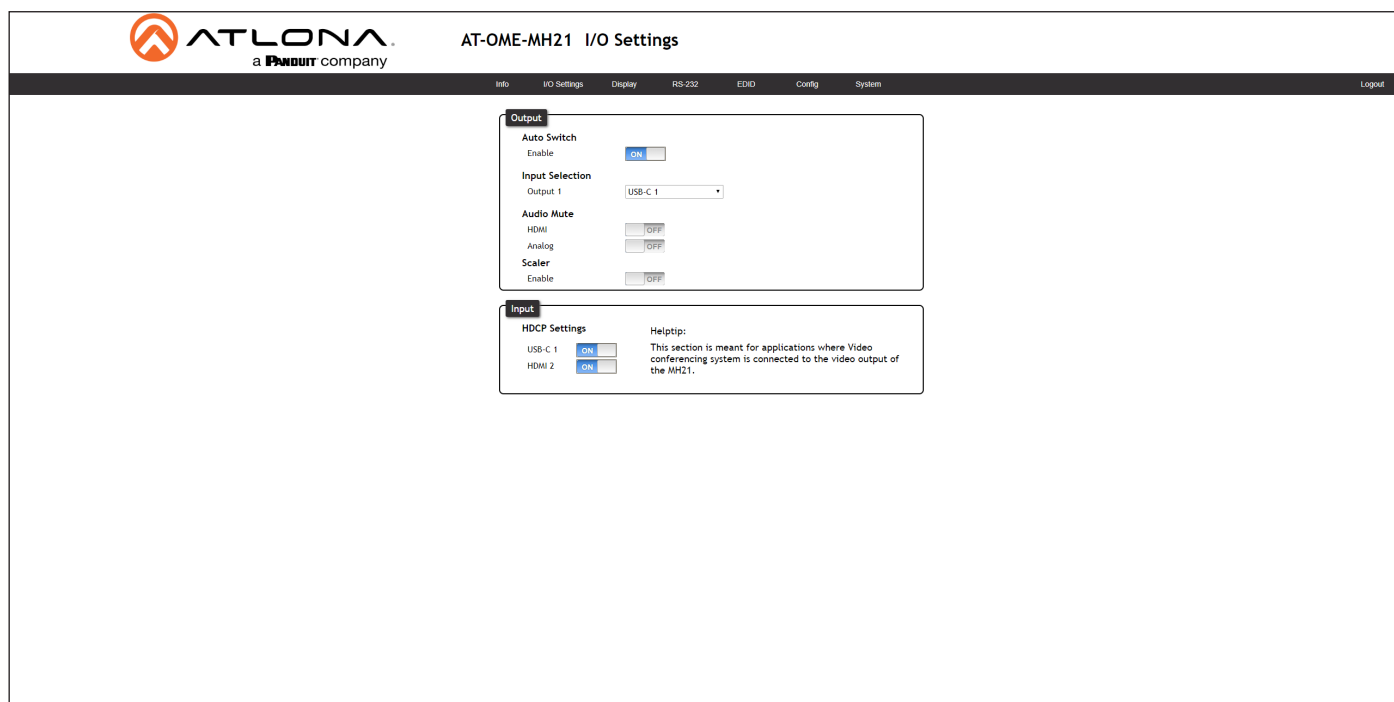 ATLONA.
a PANDUIT company
AT-OME-MH21 I/O Settings
Info I/O Settings Display RS-232 EDID Config System Logout
Output
Auto Switch
Enable ON
Input Selection
Output 1 USB-C 1
Audio Mute
HDMI OFF
Analog OFF
Scaler
Enable OFF
Input
HDCP Settings
USB-C 1 ON
HDMI 2 ON
Helptip:
This section is meant for applications where Video
conferencing system is connected to the video output of
the MH21.